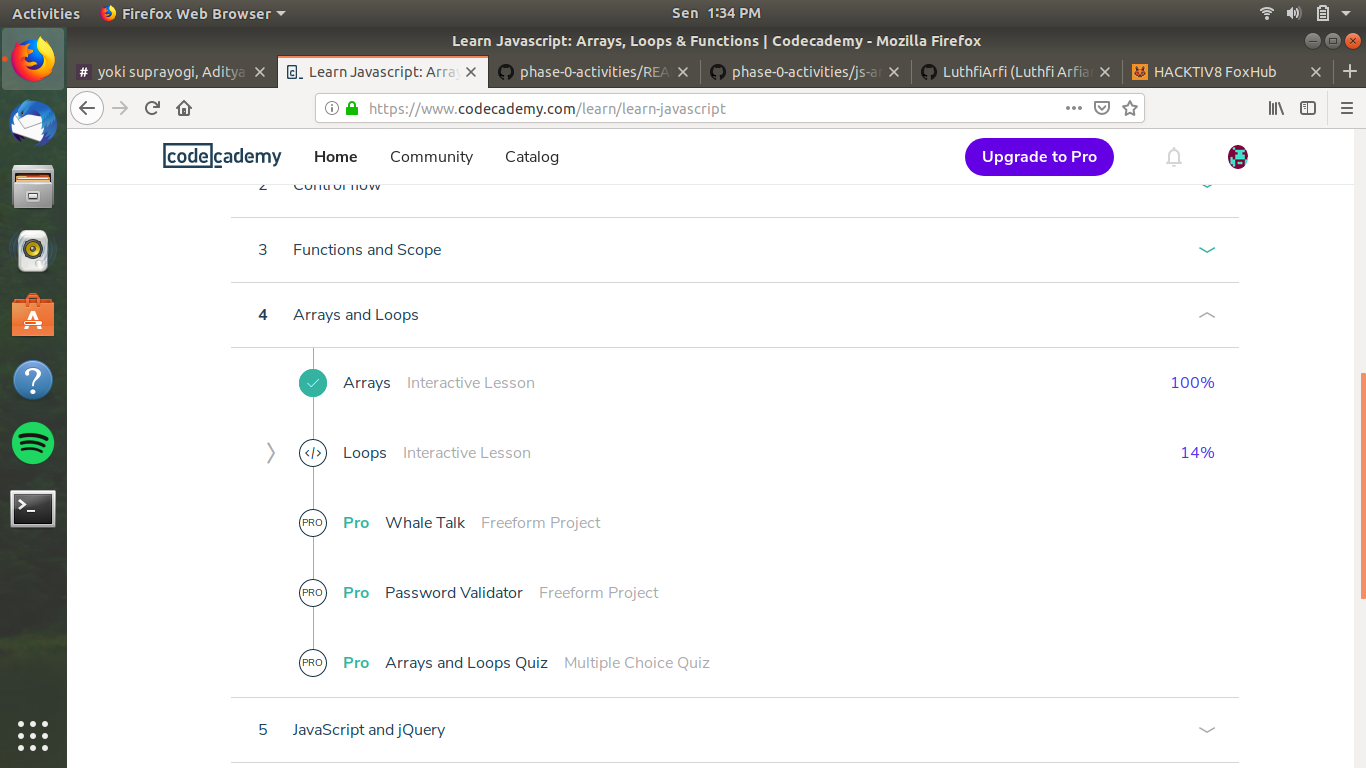 Activities Firefox Web Browser Sen 1:34 PM
Learn Javascript: Arrays, Loops & Functions | Codecademy - Mozilla Firefox
# yoki suprayogi, Aditya Learn Javascript: Array phase-0-activities/REA phase-0-activities/js-ar LuthfiArfi (Luthfi Arfian HACKTIV8 FoxHub
https://www.codecademy.com/learn/learn-javascript
codecademy Home Community Catalog Upgrade to Pro
2 Control flow
3 Functions and Scope
4 Arrays and Loops
Arrays Interactive Lesson 100%
</> Loops Interactive Lesson 14%
PRO Pro Whale Talk Freeform Project
PRO Pro Password Validator Freeform Project
PRO Pro Arrays and Loops Quiz Multiple Choice Quiz
5 JavaScript and jQuery